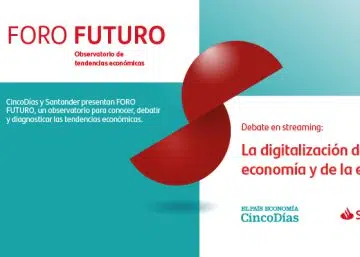 FORO FUTURO
Observatorio de
tendencias económicas
CincoDías y Santander presentan FORO
FUTURO, un observatorio para conocer, debatir
y diagnosticar las tendencias económicas.
Debate en streaming:
La digitalización d
economía y de la e
EL PAÍS ECONOMÍA
CincoDías
S